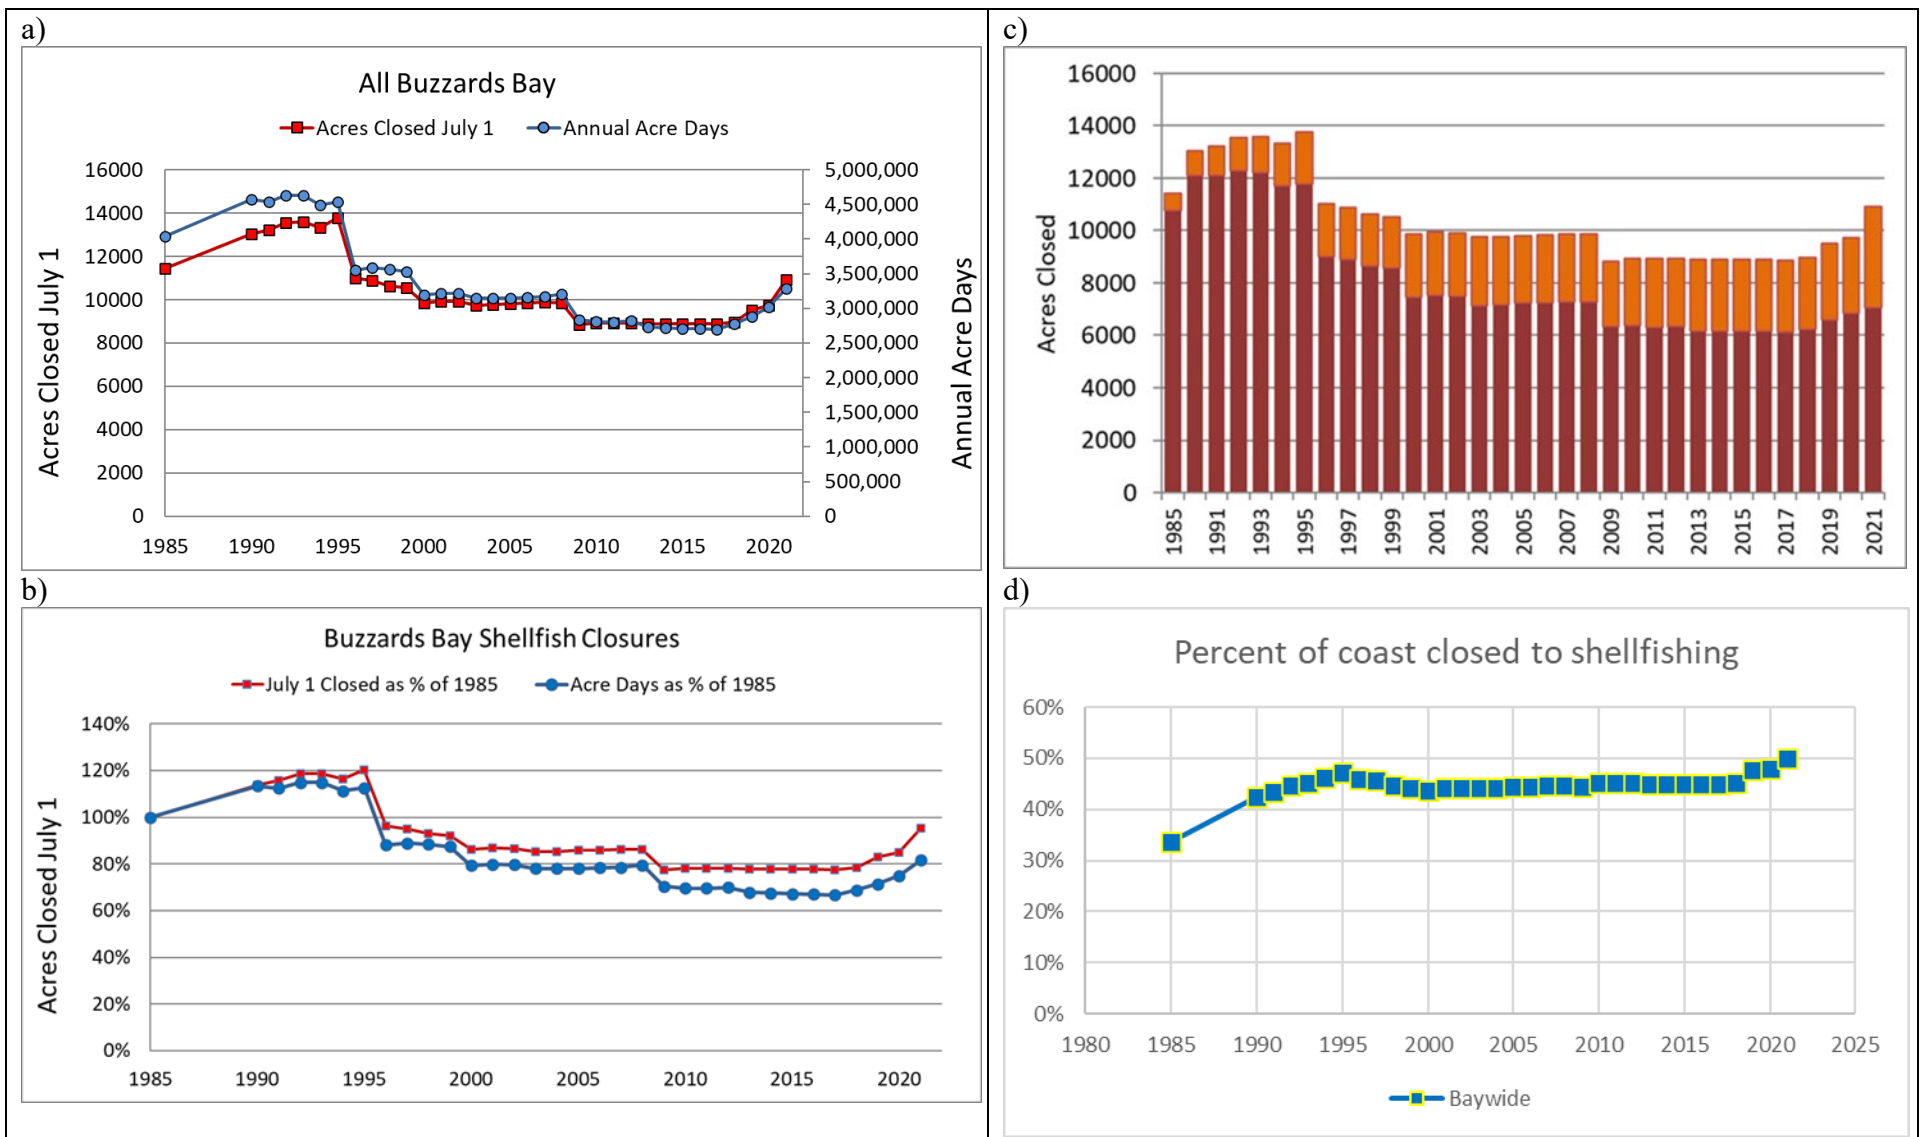 a)
All Buzzards Bay
Acres Closed July 1 Annual Acre Days
16000
14000
12000
10000
8000
6000
4000
2000
0
Acres Closed July 1
5,000,000
4,500,000
4,000,000
3,500,000
3,000,000
2,500,000
2,000,000
1,500,000
1,000,000
500,000
0
Annual Acre Days
1985 1990 1995 2000 2005 2010 2015 2020
b)
Buzzards Bay Shellfish Closures
July 1 Closed as % of 1985 Acre Days as % of 1985
140%
120%
100%
80%
60%
40%
20%
0%
Acres Closed July 1
1985 1990 1995 2000 2005 2010 2015 2020
c)
16000
14000
12000
10000
8000
6000
4000
2000
0
Acres Closed
1985 1991 1993 1995 1997 1999 2001 2003 2005 2007 2009 2011 2013 2015 2017 2019 2021
d)
Percent of coast closed to shellfishing
60%
50%
40%
30%
20%
10%
0%
1980 1985 1990 1995 2000 2005 2010 2015 2020 2025
Baywide